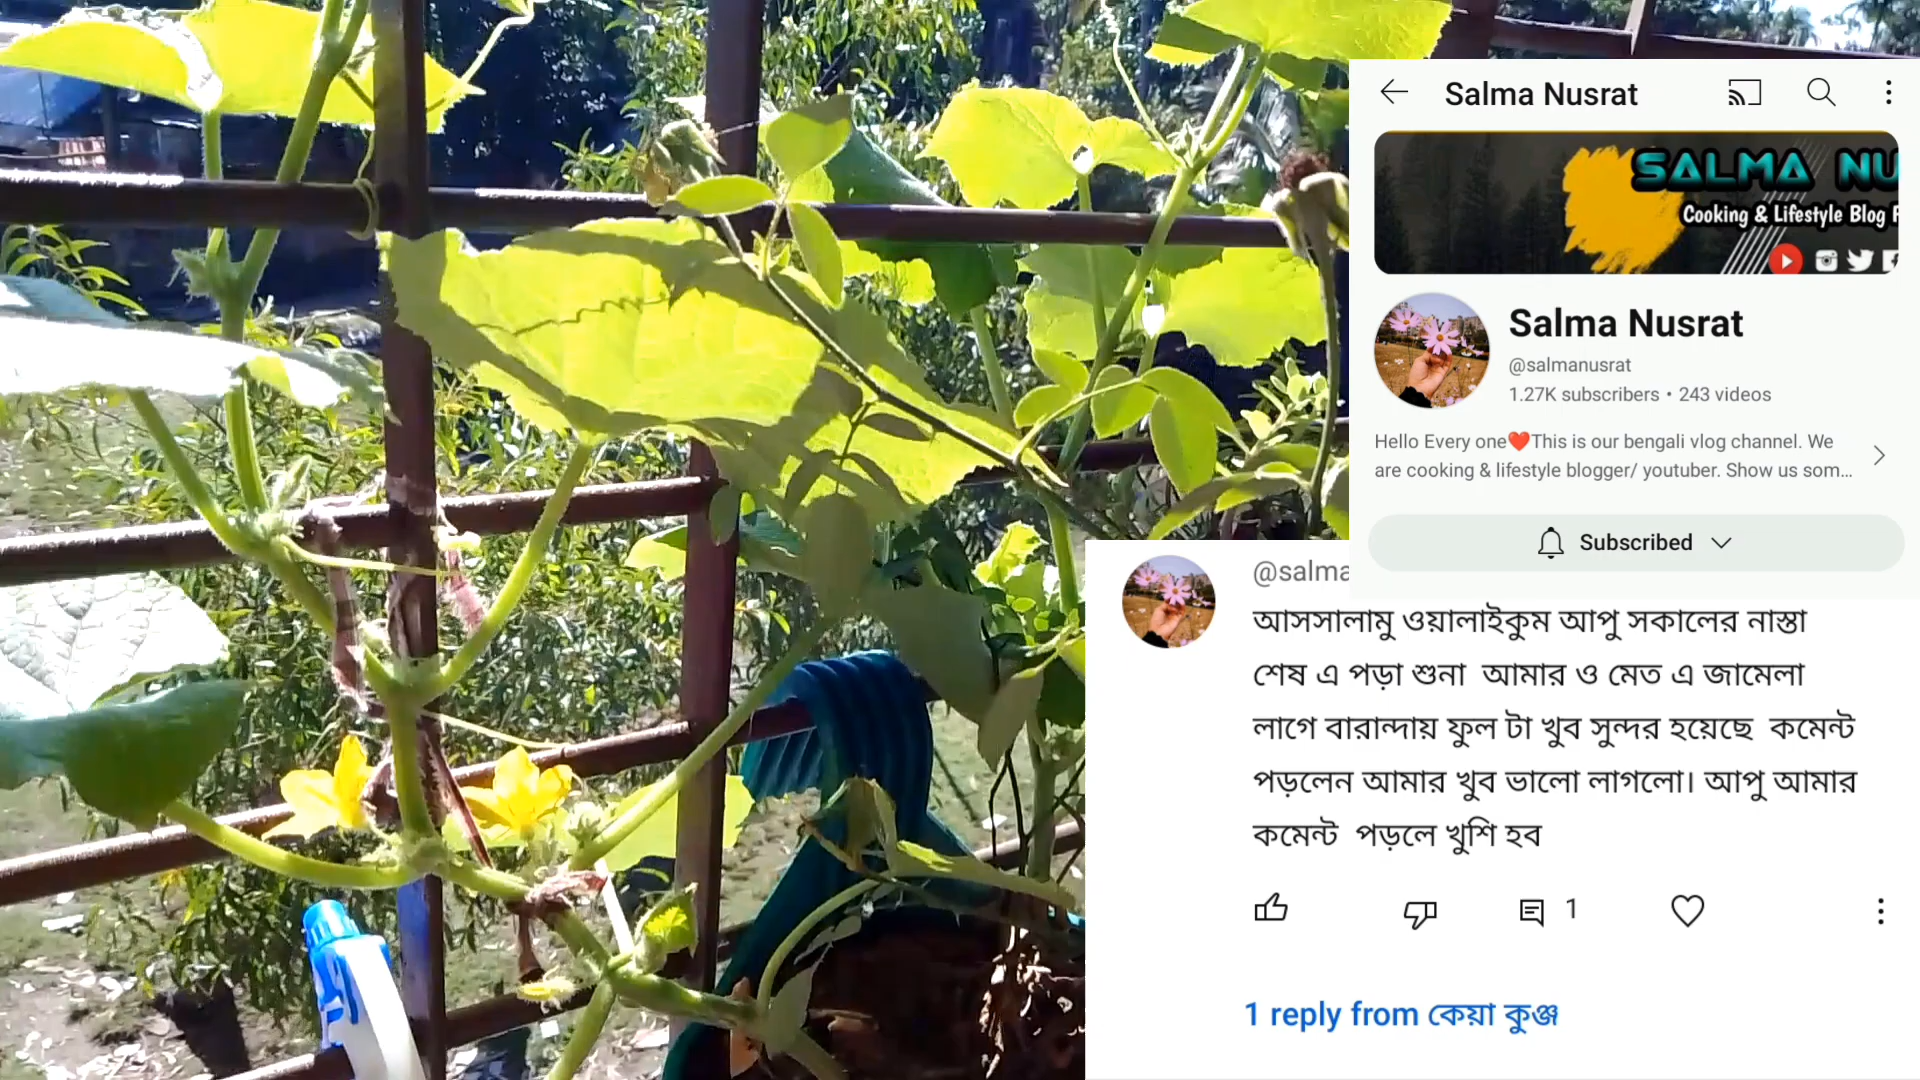 Salma Nusrat
SALMA NU
Cooking & Lifestyle Blog
Salma Nusrat
@salmanusrat
1.27K subscribers • 243 videos
Hello Every one❤️This is our bengali vlog channel. We
are cooking & lifestyle blogger/ youtuber. Show us som...
Subscribed
@salma
আসসালামু ওয়ালাইকুম আপু সকালের নাস্তা
শেষ এ পড়া শুনা আমার ও মেত এ জামেলা
লাগে বারান্দায় ফুল টা খুব সুন্দর হয়েছে কমেন্ট
পড়লেন আমার খুব ভালো লাগলো। আপু আমার
কমেন্ট পড়লে খুশি হব
1
1 reply from কেয়া কুঞ্জ